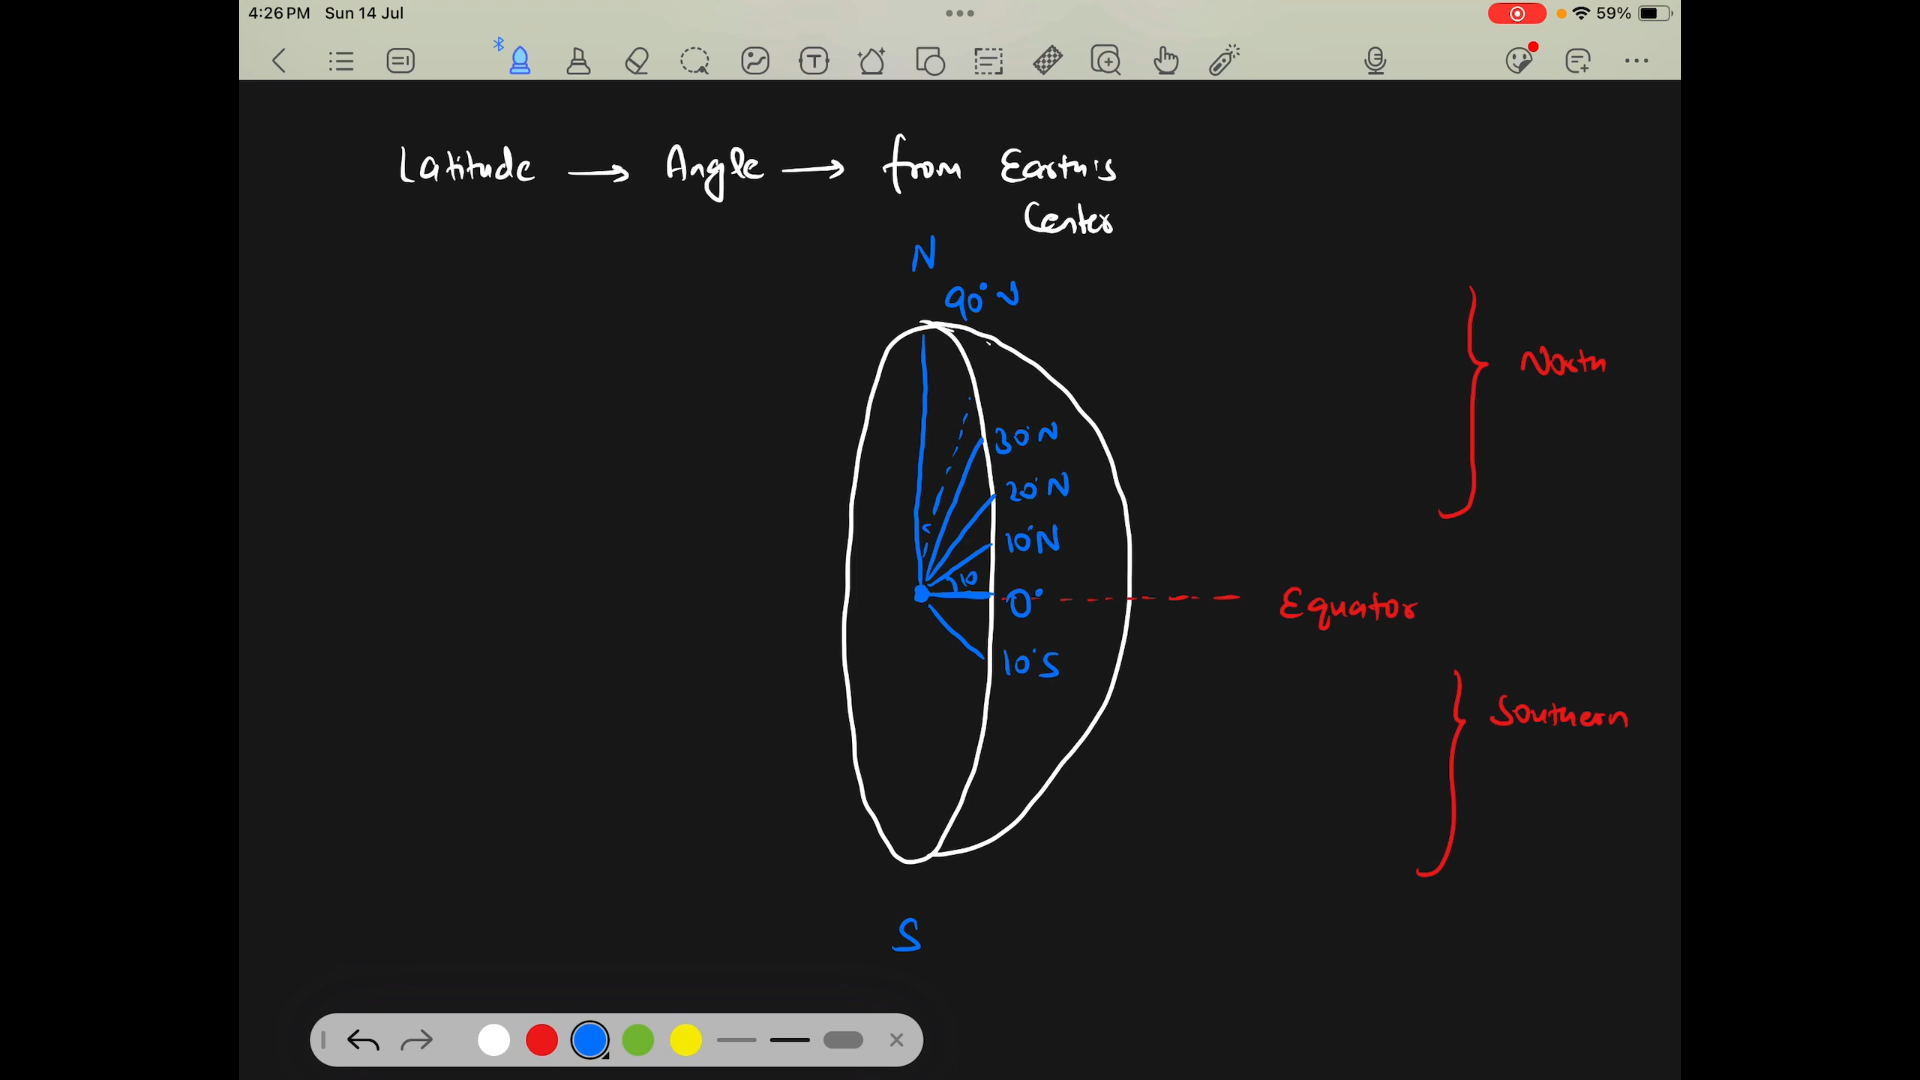 4:26 PM Sun 14 Jul
59%
Latitude → Angle → from Earth's
Center
N
90° N
North
30° N
20° N
10° N
10
0°
Equator
10° S
Southern
S